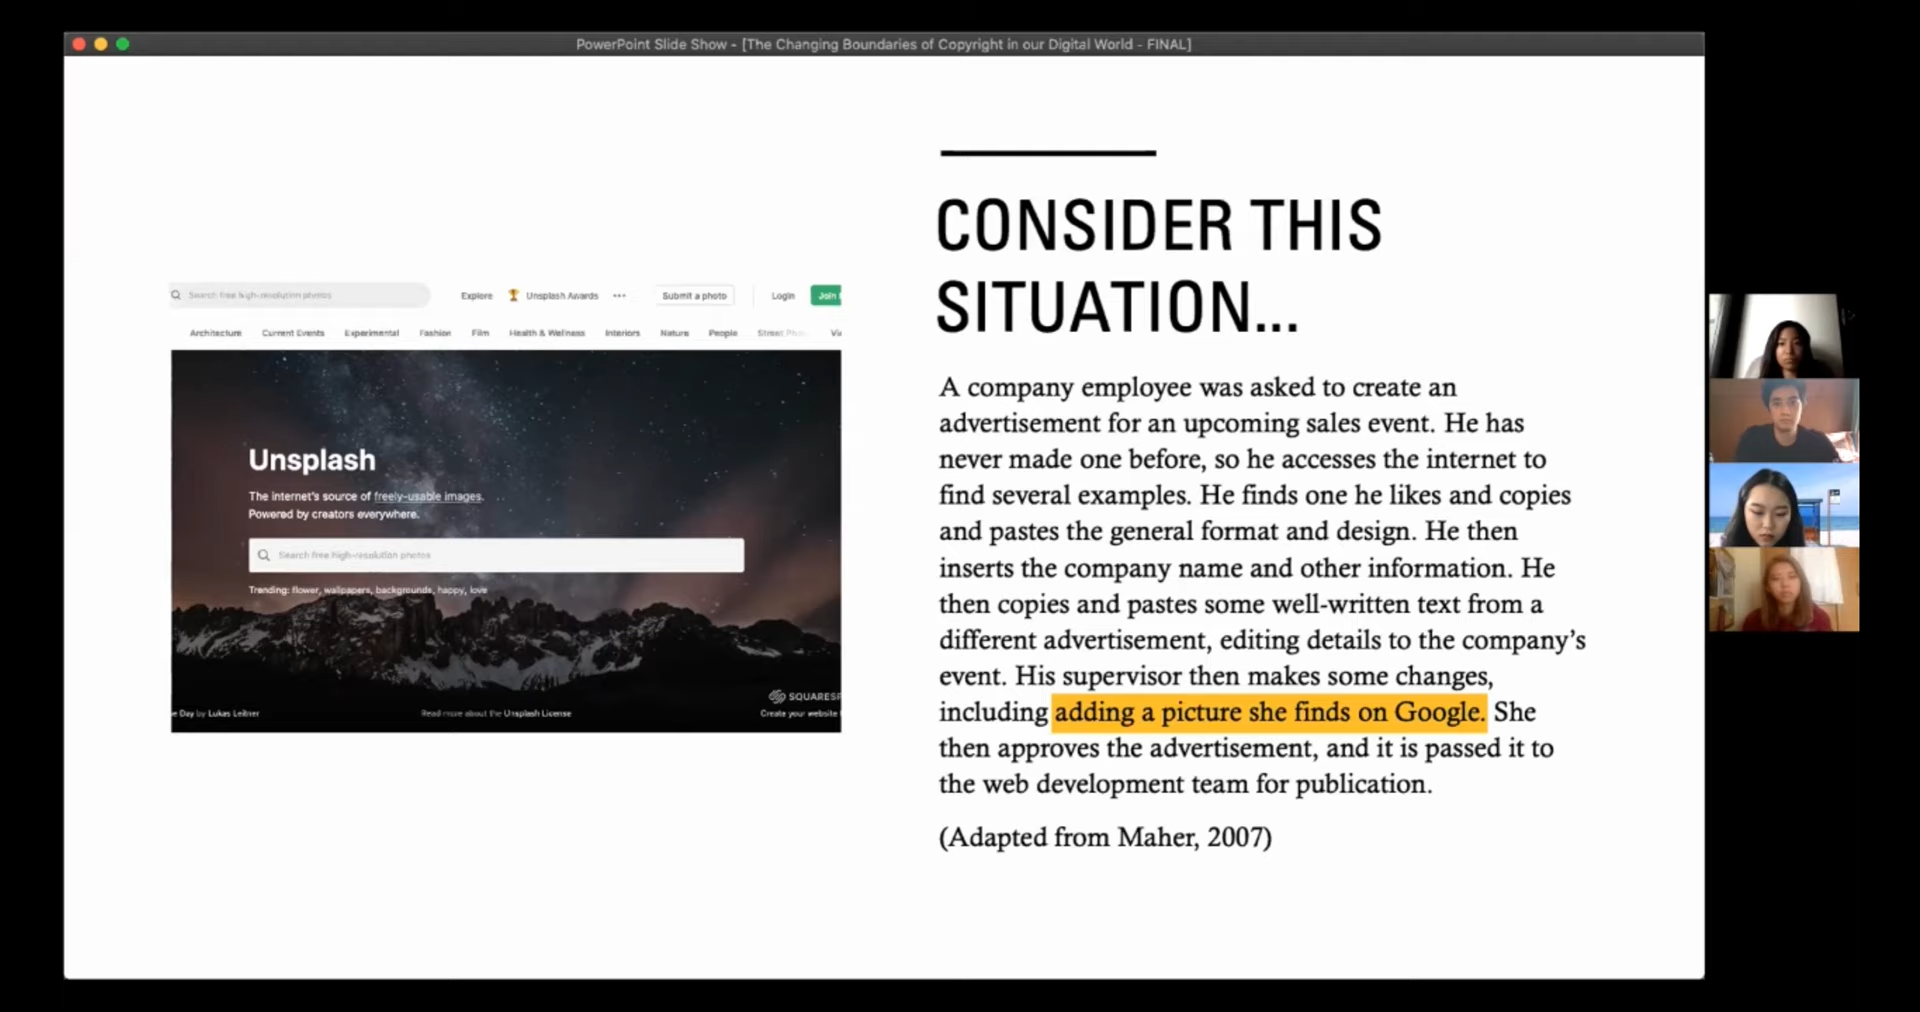 PowerPoint Slide Show - [The Changing Boundaries of Copyright in our Digital World - FINAL]
Search free high-resolution photos
Explore
Unsplash Awards
Submit a photo
Login
Join
Architecture
Current Events
Experimental
Fashion
Film
Health & Wellness
Interiors
Nature
People
Street
Unsplash
The internet's source of freely-usable images.
Powered by creators everywhere.
Search free high-resolution photos
Trending: flower, wallpapers, backgrounds, happy, love
Day by Lukas Leitner
Read more about the Unsplash License
SQUARESP
Create your website
CONSIDER THIS
SITUATION...
A company employee was asked to create an
advertisement for an upcoming sales event. He has
never made one before, so he accesses the internet to
find several examples. He finds one he likes and copies
and pastes the general format and design. He then
inserts the company name and other information. He
then copies and pastes some well-written text from a
different advertisement, editing details to the company's
event. His supervisor then makes some changes,
including adding a picture she finds on Google. She
then approves the advertisement, and it is passed it to
the web development team for publication.
(Adapted from Maher, 2007)